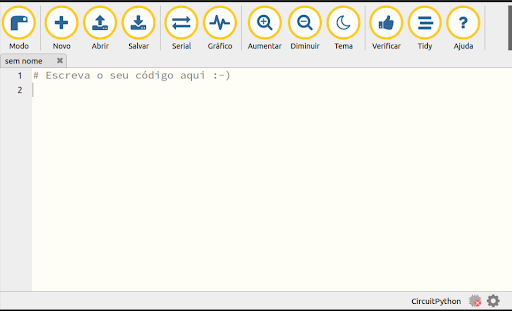 Modo Novo Abrir Salvar Serial Gráfico Aumentar Diminuir Tema Verificar Tidy Ajuda
sem nome
1 # Escreva o seu código aqui :-)
2
CircuitPython